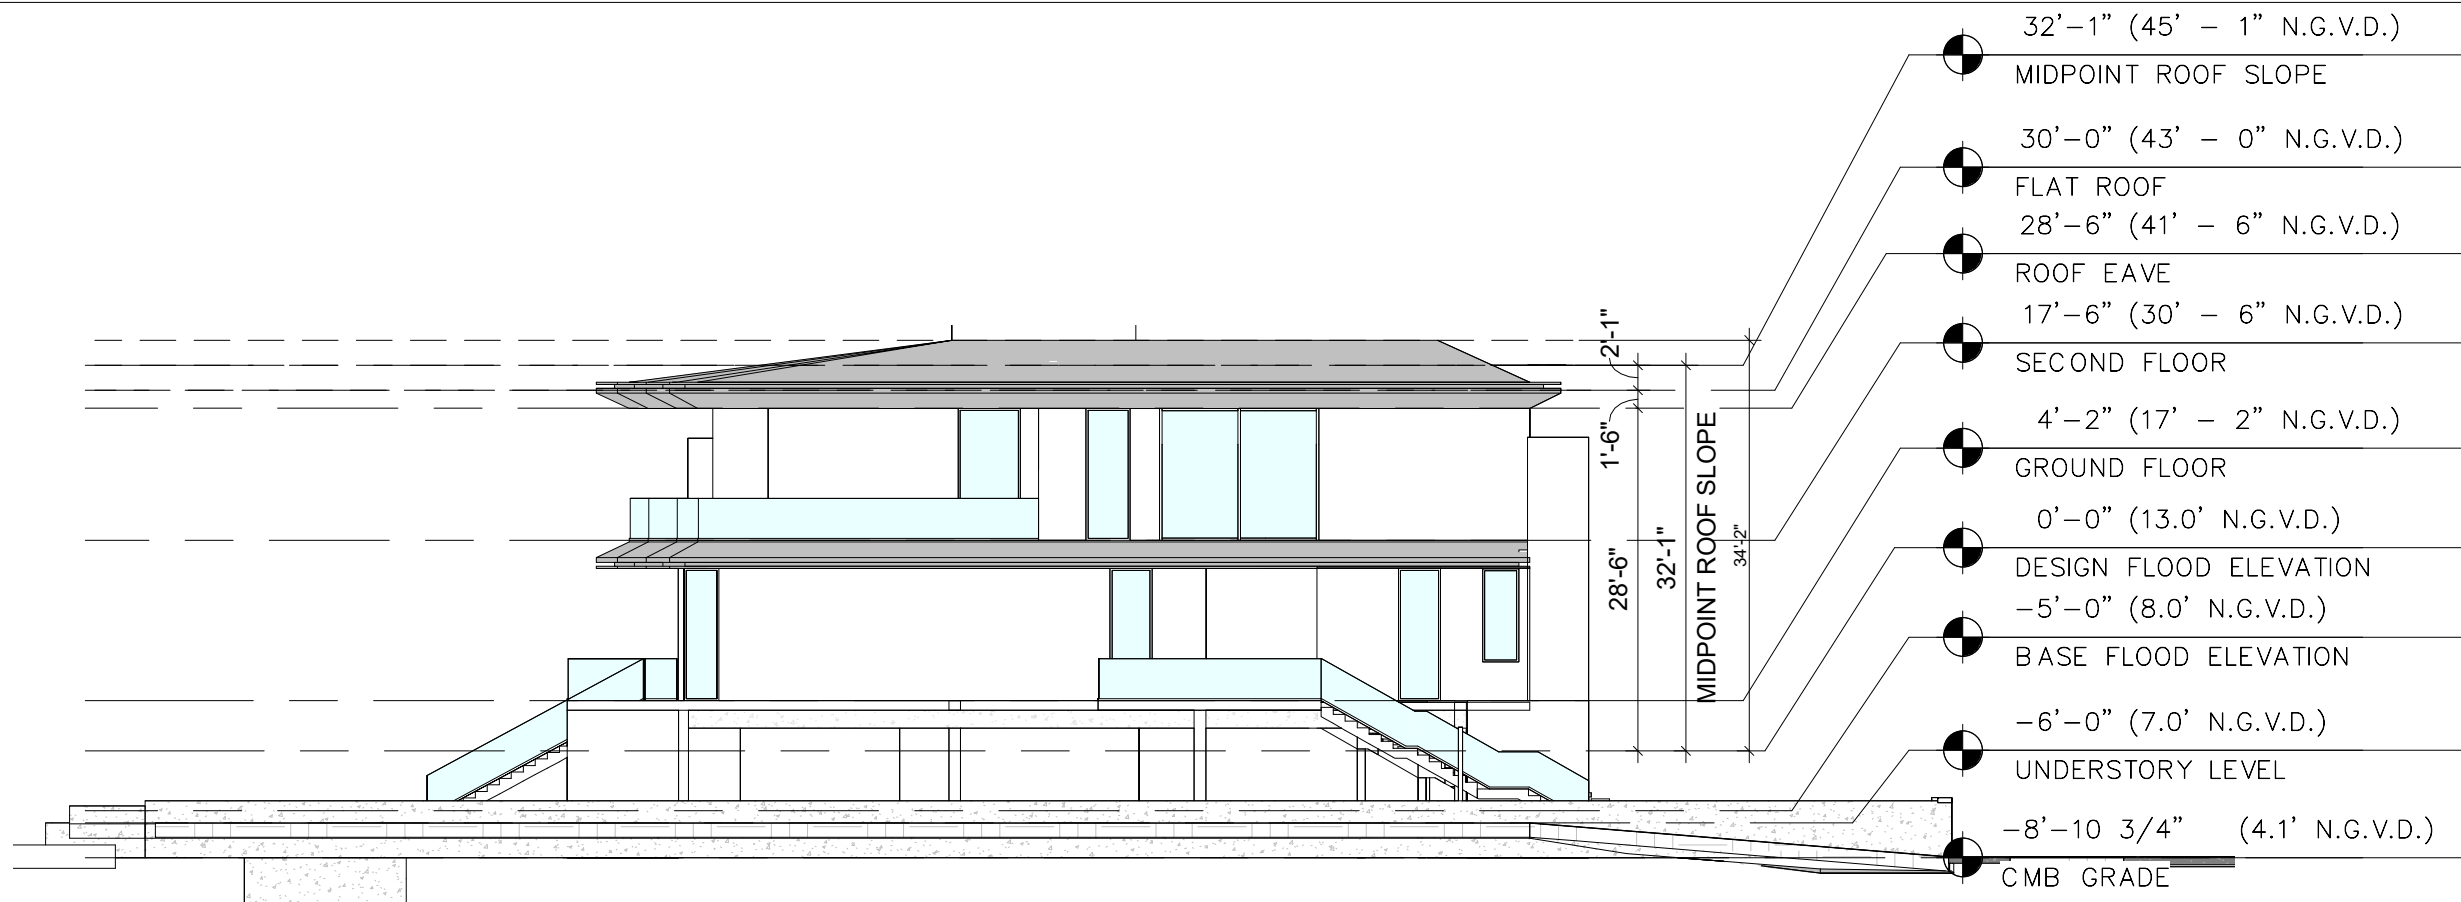 32'-1" (45' - 1" N.G.V.D.)
MIDPOINT ROOF SLOPE
30'-0" (43' - 0" N.G.V.D.)
FLAT ROOF
28'-6" (41' - 6" N.G.V.D.)
ROOF EAVE
17'-6" (30' - 6" N.G.V.D.)
SECOND FLOOR
4'-2" (17' - 2" N.G.V.D.)
GROUND FLOOR
0'-0" (13.0' N.G.V.D.)
DESIGN FLOOD ELEVATION
-5'-0" (8.0' N.G.V.D.)
BASE FLOOD ELEVATION
-6'-0" (7.0' N.G.V.D.)
UNDERSTORY LEVEL
-8'-10 3/4" (4.1' N.G.V.D.)
CMB GRADE
2'-1"
1'-6"
28'-6"
32'-1"
MIDPOINT ROOF SLOPE
34'-2"